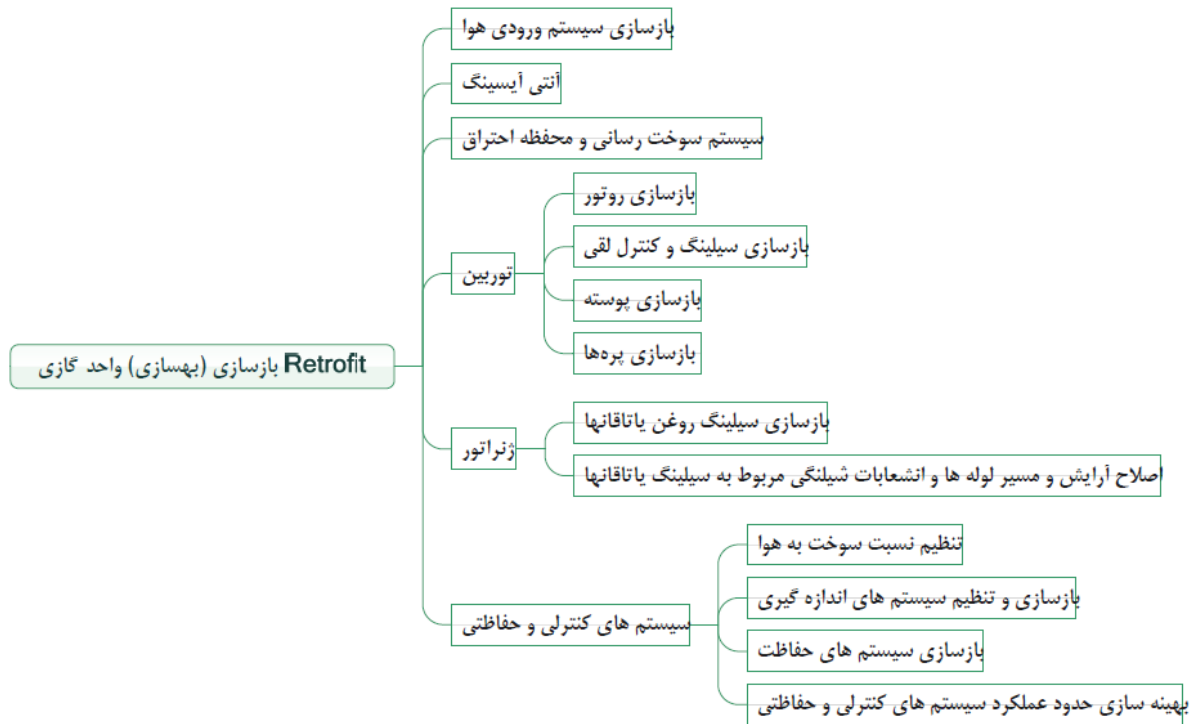 بازسازی سیستم ورودی هوا
آنتی آیسینگ
سیستم سوخت رسانی و محفظه احتراق
بازسازی روتور
بازسازی سیلینگ و کنترل لقی
توربین
بازسازی پوسته
بازسازی پره‌ها
Retrofit بازسازی (بهسازی) واحد گازی
بازسازی سیلینگ روغن یاتاقانها
ژنراتور
اصلاح آرایش و مسیر لوله ها و انشعابات شیلنگی مربوط به سیلینگ یاتاقانها
تنظیم نسبت سوخت به هوا
بازسازی و تنظیم سیستم های اندازه گیری
سیستم های کنترلی و حفاظتی
بازسازی سیستم های حفاظت
بهینه سازی حدود عملکرد سیستم های کنترلی و حفاظتی